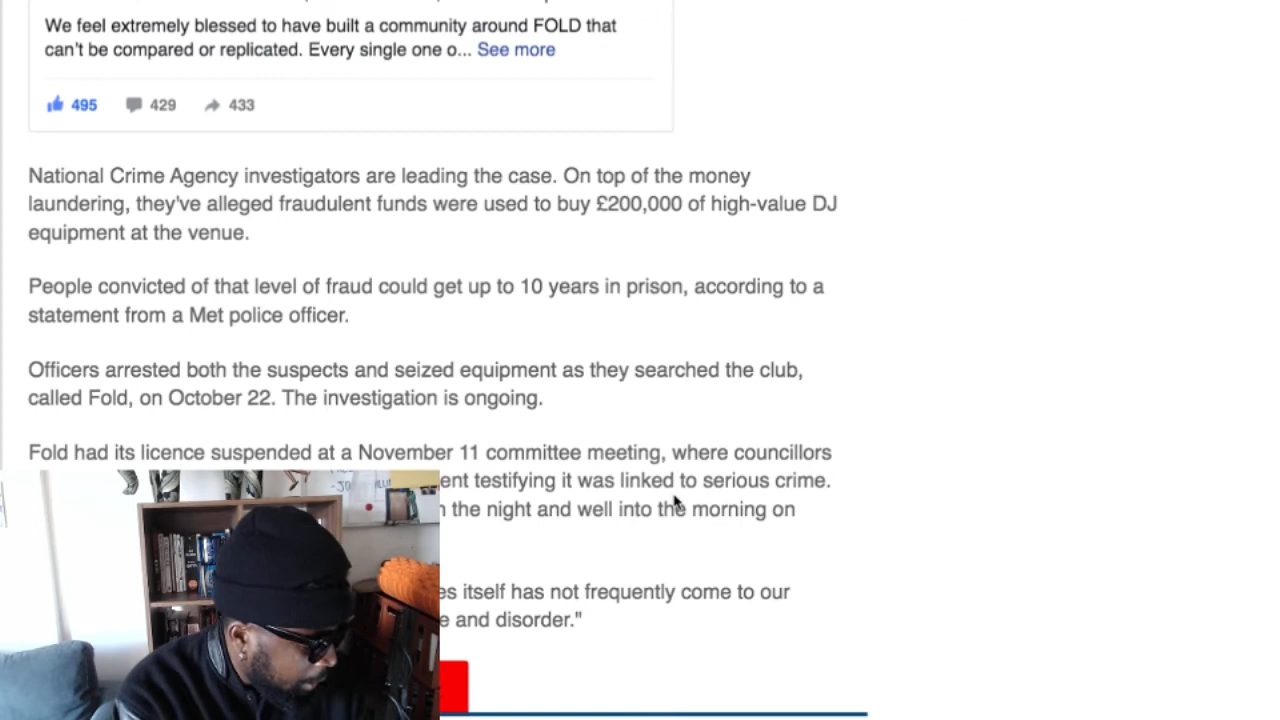 We feel extremely blessed to have built a community around FOLD that
can't be compared or replicated. Every single one o... See more
495 429 433
National Crime Agency investigators are leading the case. On top of the money
laundering, they've alleged fraudulent funds were used to buy £200,000 of high-value DJ
equipment at the venue.
People convicted of that level of fraud could get up to 10 years in prison, according to a
statement from a Met police officer.
Officers arrested both the suspects and seized equipment as they searched the club,
called Fold, on October 22. The investigation is ongoing.
Fold had its licence suspended at a November 11 committee meeting, where councillors
testifying it was linked to serious crime.
the night and well into the morning on
itself has not frequently come to our
and disorder."